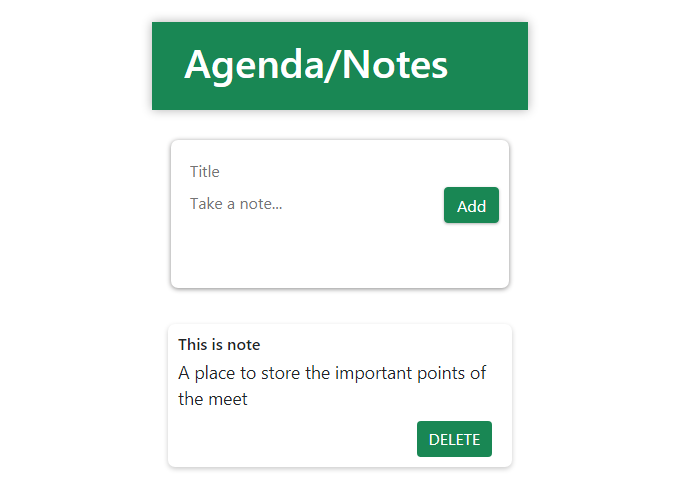 Agenda/Notes
Title
Take a note...
Add
This is note
A place to store the important points of
the meet
DELETE